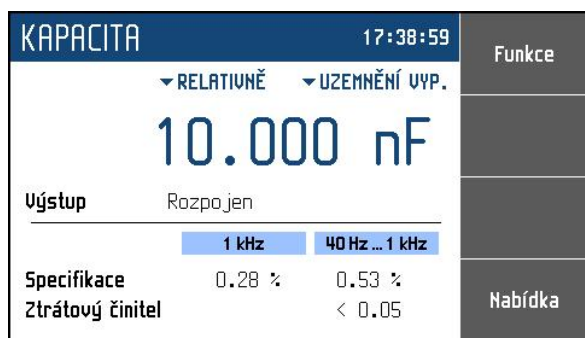 KAPACITA 17:38:59 Funkce
RELATIVNĚ UZEMNĚNÍ VYP.
10.000 nF
Výstup Rozpojen
1 kHz 40 Hz ... 1 kHz
Specifikace 0.28 % 0.53 %
Ztrátový činitel < 0.05 Nabídka